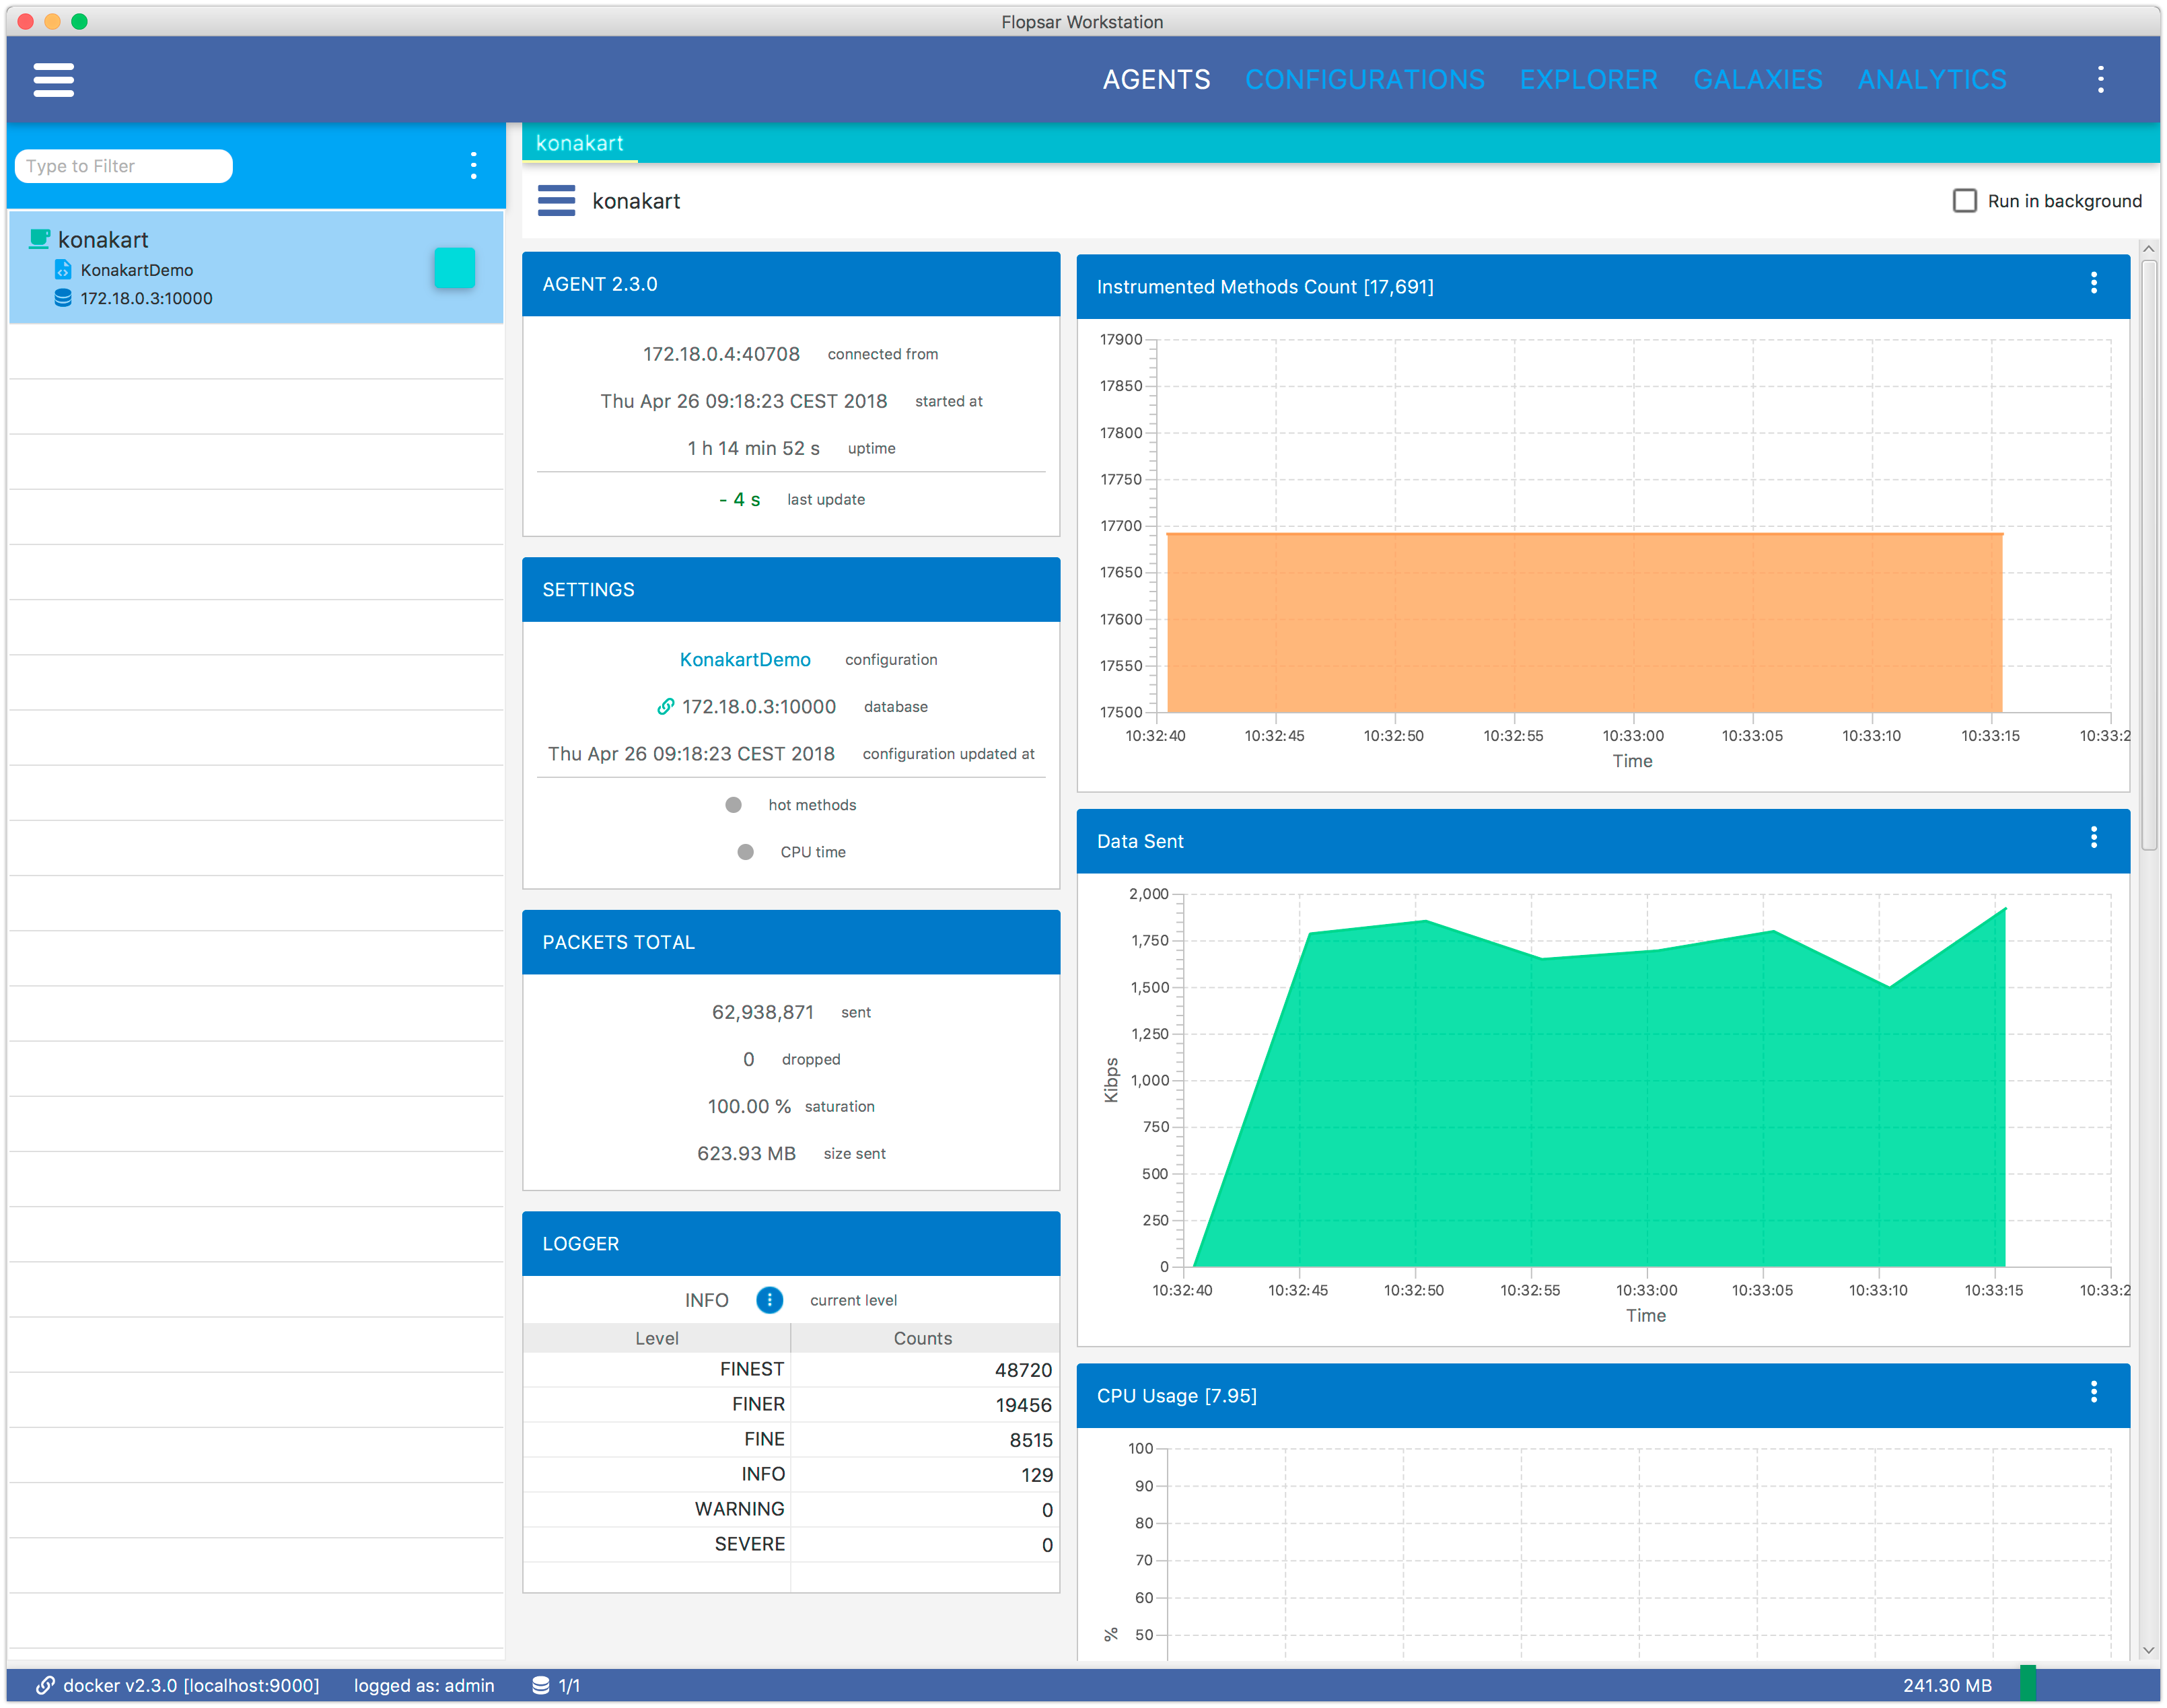 Flopsar Workstation
AGENTS CONFIGURATIONS EXPLORER GALAXIES ANALYTICS
Type to Filter
konakart
KonakartDemo
172.18.0.3:10000
konakart
konakart
Run in background
AGENT 2.3.0
172.18.0.4:40708 connected from
Thu Apr 26 09:18:23 CEST 2018 started at
1 h 14 min 52 s uptime
- 4 s last update
SETTINGS
KonakartDemo configuration
172.18.0.3:10000 database
Thu Apr 26 09:18:23 CEST 2018 configuration updated at
hot methods
CPU time
PACKETS TOTAL
62,938,871 sent
0 dropped
100.00 % saturation
623.93 MB size sent
LOGGER
INFO current level
Level Counts
FINEST 48720
FINER 19456
FINE 8515
INFO 129
WARNING 0
SEVERE 0
Instrumented Methods Count [17,691]
17900
17850
17800
17750
17700
17650
17600
17550
17500
10:32:40 10:32:45 10:32:50 10:32:55 10:33:00 10:33:05 10:33:10 10:33:15 10:33:2
Time
Data Sent
2,000
1,750
1,500
1,250
1,000
750
500
250
0
Kibps
10:32:40 10:32:45 10:32:50 10:32:55 10:33:00 10:33:05 10:33:10 10:33:15 10:33:2
Time
CPU Usage [7.95]
100
90
80
70
60
50
%
docker v2.3.0 [localhost:9000] logged as: admin 1/1 241.30 MB